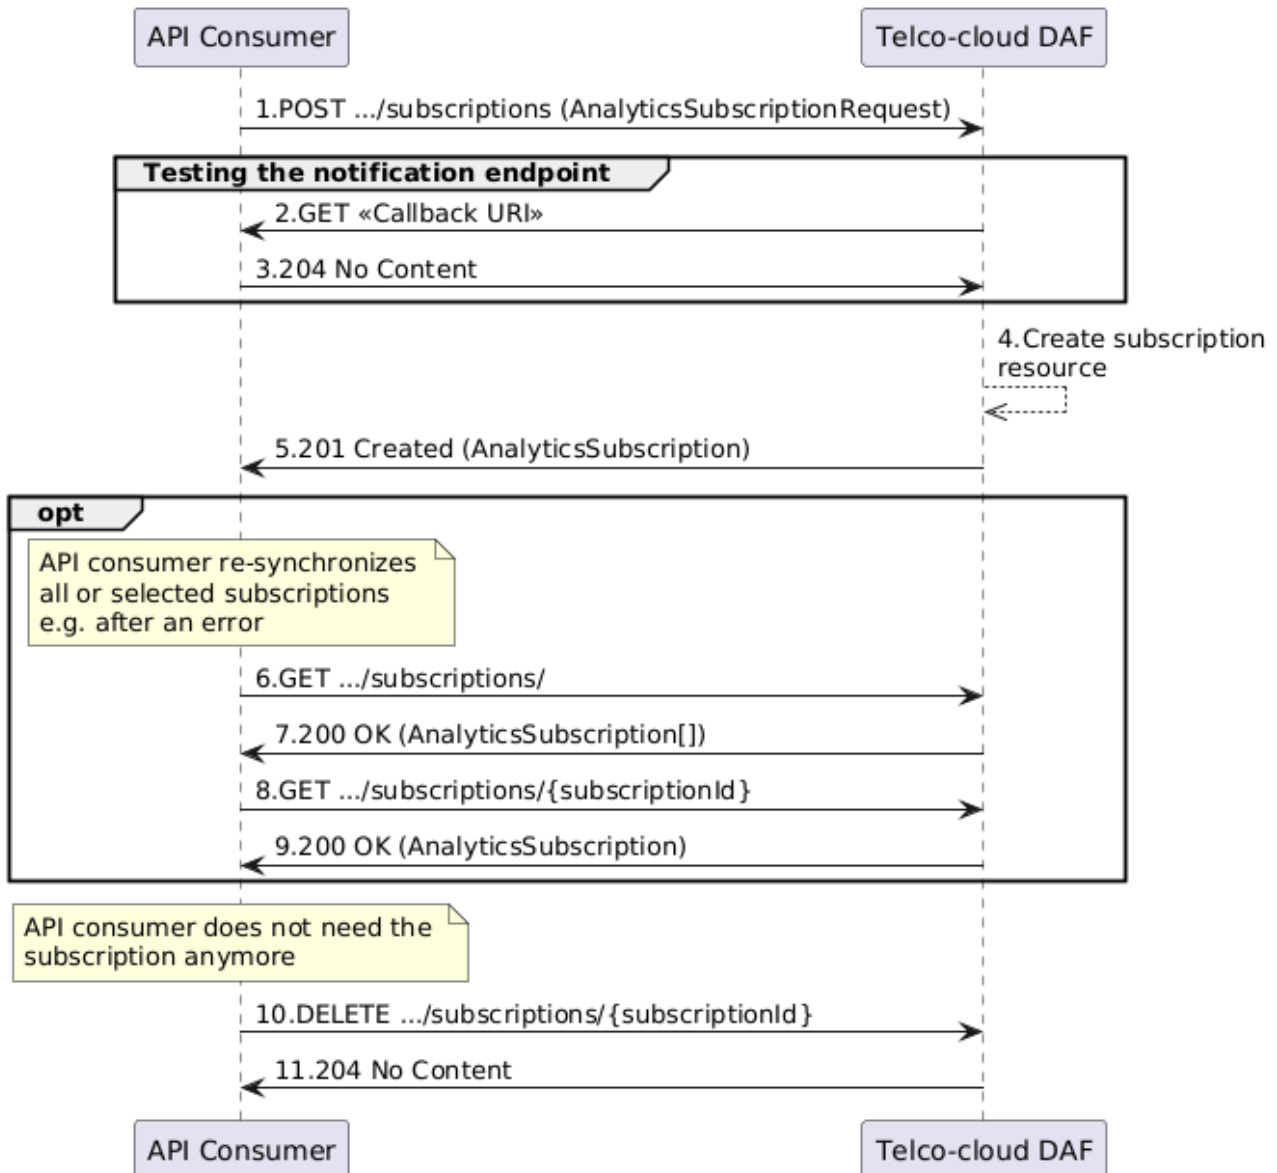 API Consumer
Telco-cloud DAF
1.POST .../subscriptions (AnalyticsSubscriptionRequest)
Testing the notification endpoint
2.GET «Callback URI»
3.204 No Content
4.Create subscription
resource
5.201 Created (AnalyticsSubscription)
opt
API consumer re-synchronizes
all or selected subscriptions
e.g. after an error
6.GET .../subscriptions/
7.200 OK (AnalyticsSubscription[])
8.GET .../subscriptions/{subscriptionId}
9.200 OK (AnalyticsSubscription)
API consumer does not need the
subscription anymore
10.DELETE .../subscriptions/{subscriptionId}
11.204 No Content
API Consumer
Telco-cloud DAF